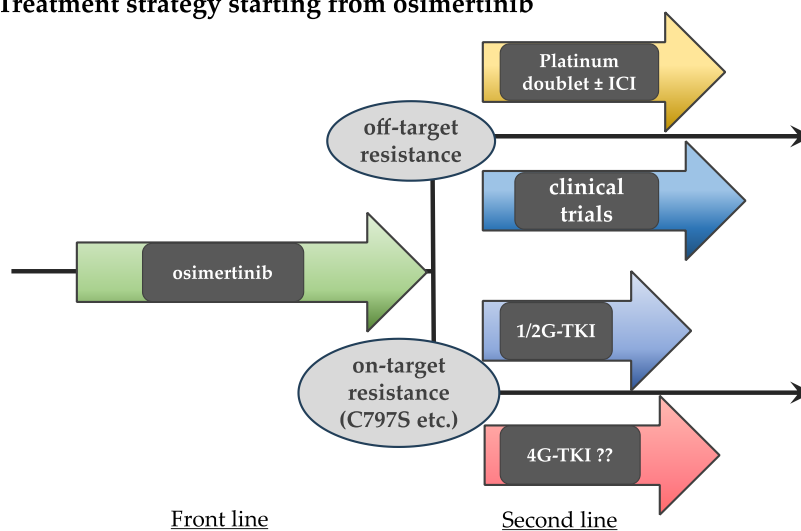 Treatment strategy starting from osimertinib
Platinum
doublet ± ICI
off-target
resistance
clinical
trials
osimertinib
1/2G-TKI
on-target
resistance
(C797S etc.)
4G-TKI ??
Front line
Second line